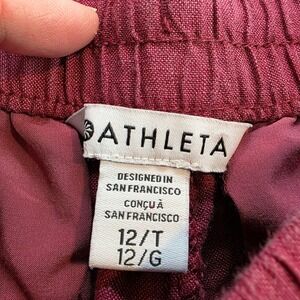 ATHLETA
DESIGNED IN
SAN FRANCISCO
CONÇU À
SAN FRANCISCO
12/T
12/G